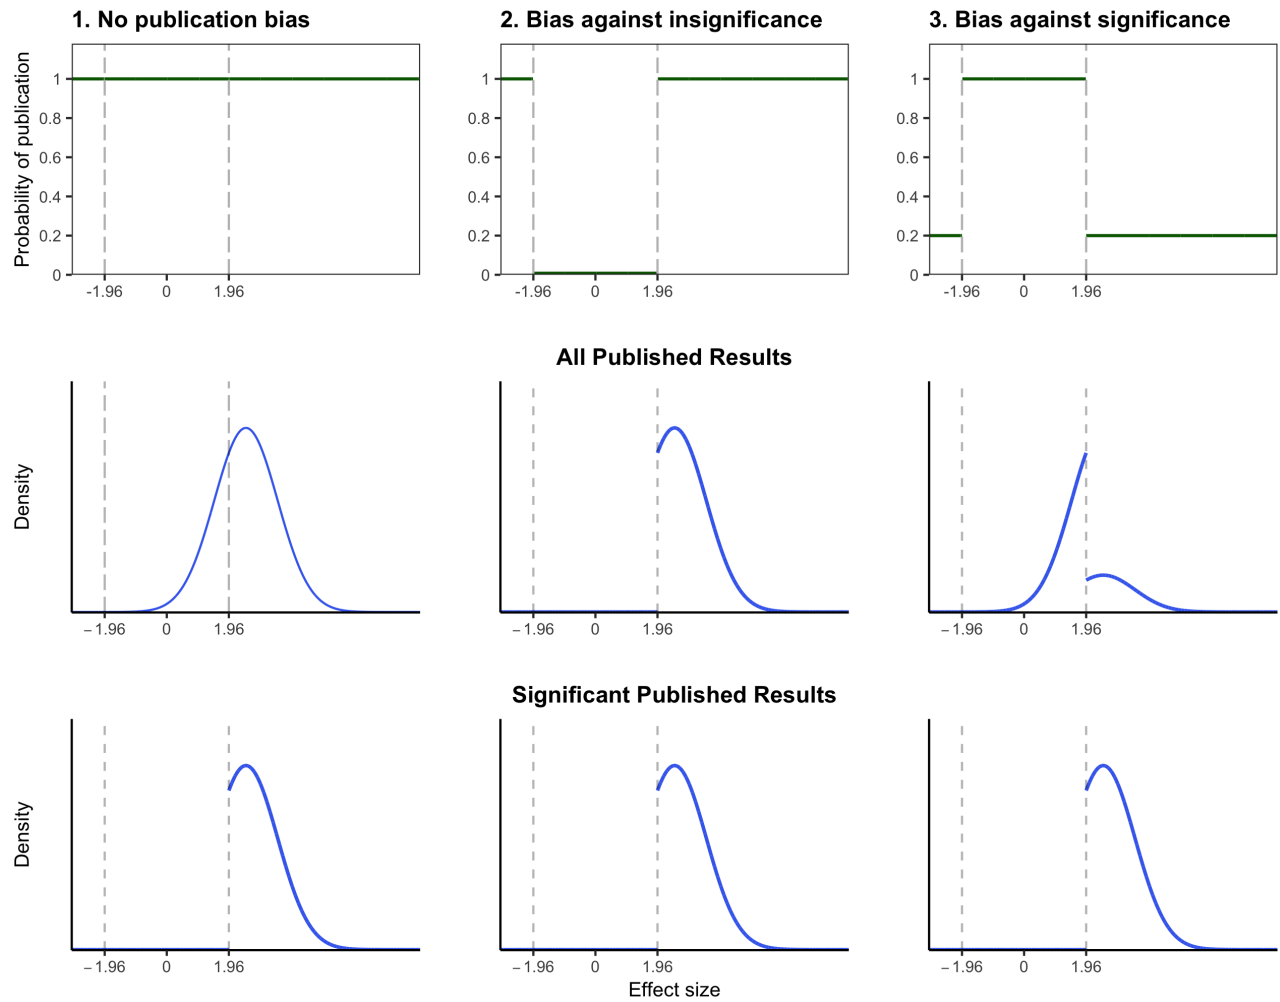 1. No publication bias
2. Bias against insignificance
3. Bias against significance
Probability of publication
1
0.8
0.6
0.4
0.2
0
-1.96 0 1.96
1
0.8
0.6
0.4
0.2
0
-1.96 0 1.96
1
0.8
0.6
0.4
0.2
0
-1.96 0 1.96
All Published Results
Density
−1.96 0 1.96
−1.96 0 1.96
−1.96 0 1.96
Significant Published Results
Density
−1.96 0 1.96
−1.96 0 1.96
−1.96 0 1.96
Effect size